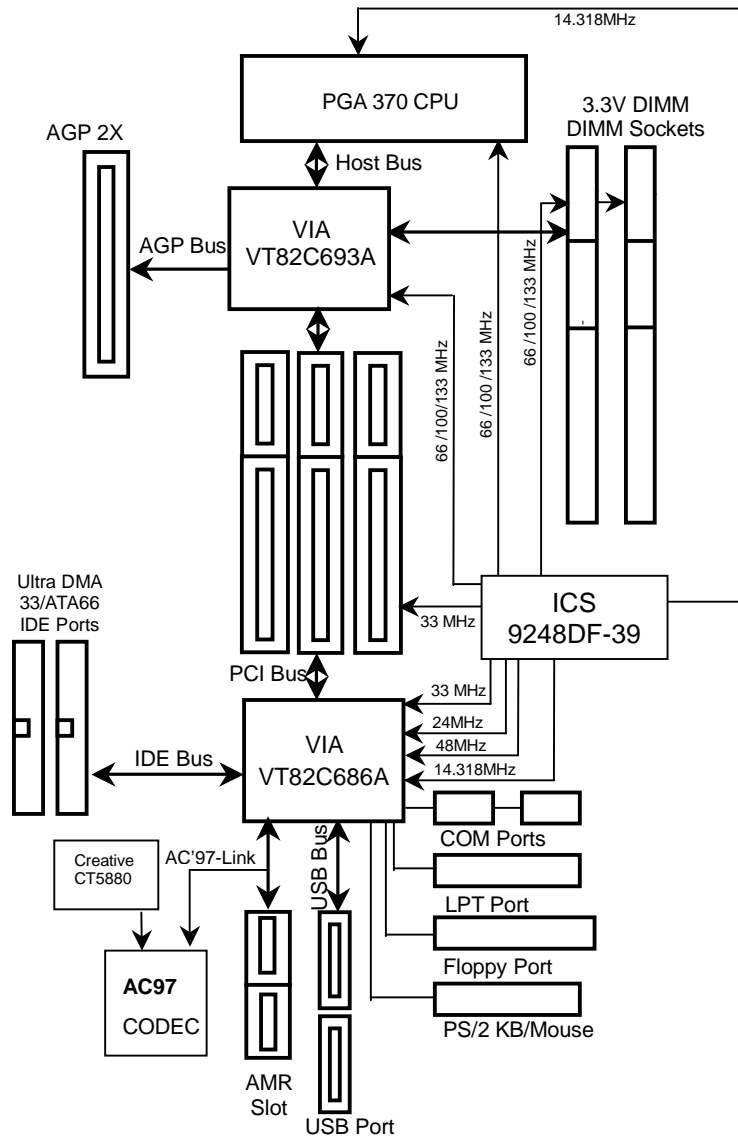 14.318MHz
PGA 370 CPU
3.3V DIMM
DIMM Sockets
AGP 2X
Host Bus
VIA
VT82C693A
AGP Bus
66 /100/133 MHz
66 /100 /133 MHz
66 /100 /133 MHz
Ultra DMA
33/ATA66
IDE Ports
ICS
9248DF-39
33 MHz
PCI Bus
33 MHz
24MHz
48MHz
14.318MHz
VIA
VT82C686A
IDE Bus
COM Ports
Creative
CT5880
AC'97-Link
USB Bus
LPT Port
Floppy Port
AC97
CODEC
PS/2 KB/Mouse
AMR
Slot
USB Port